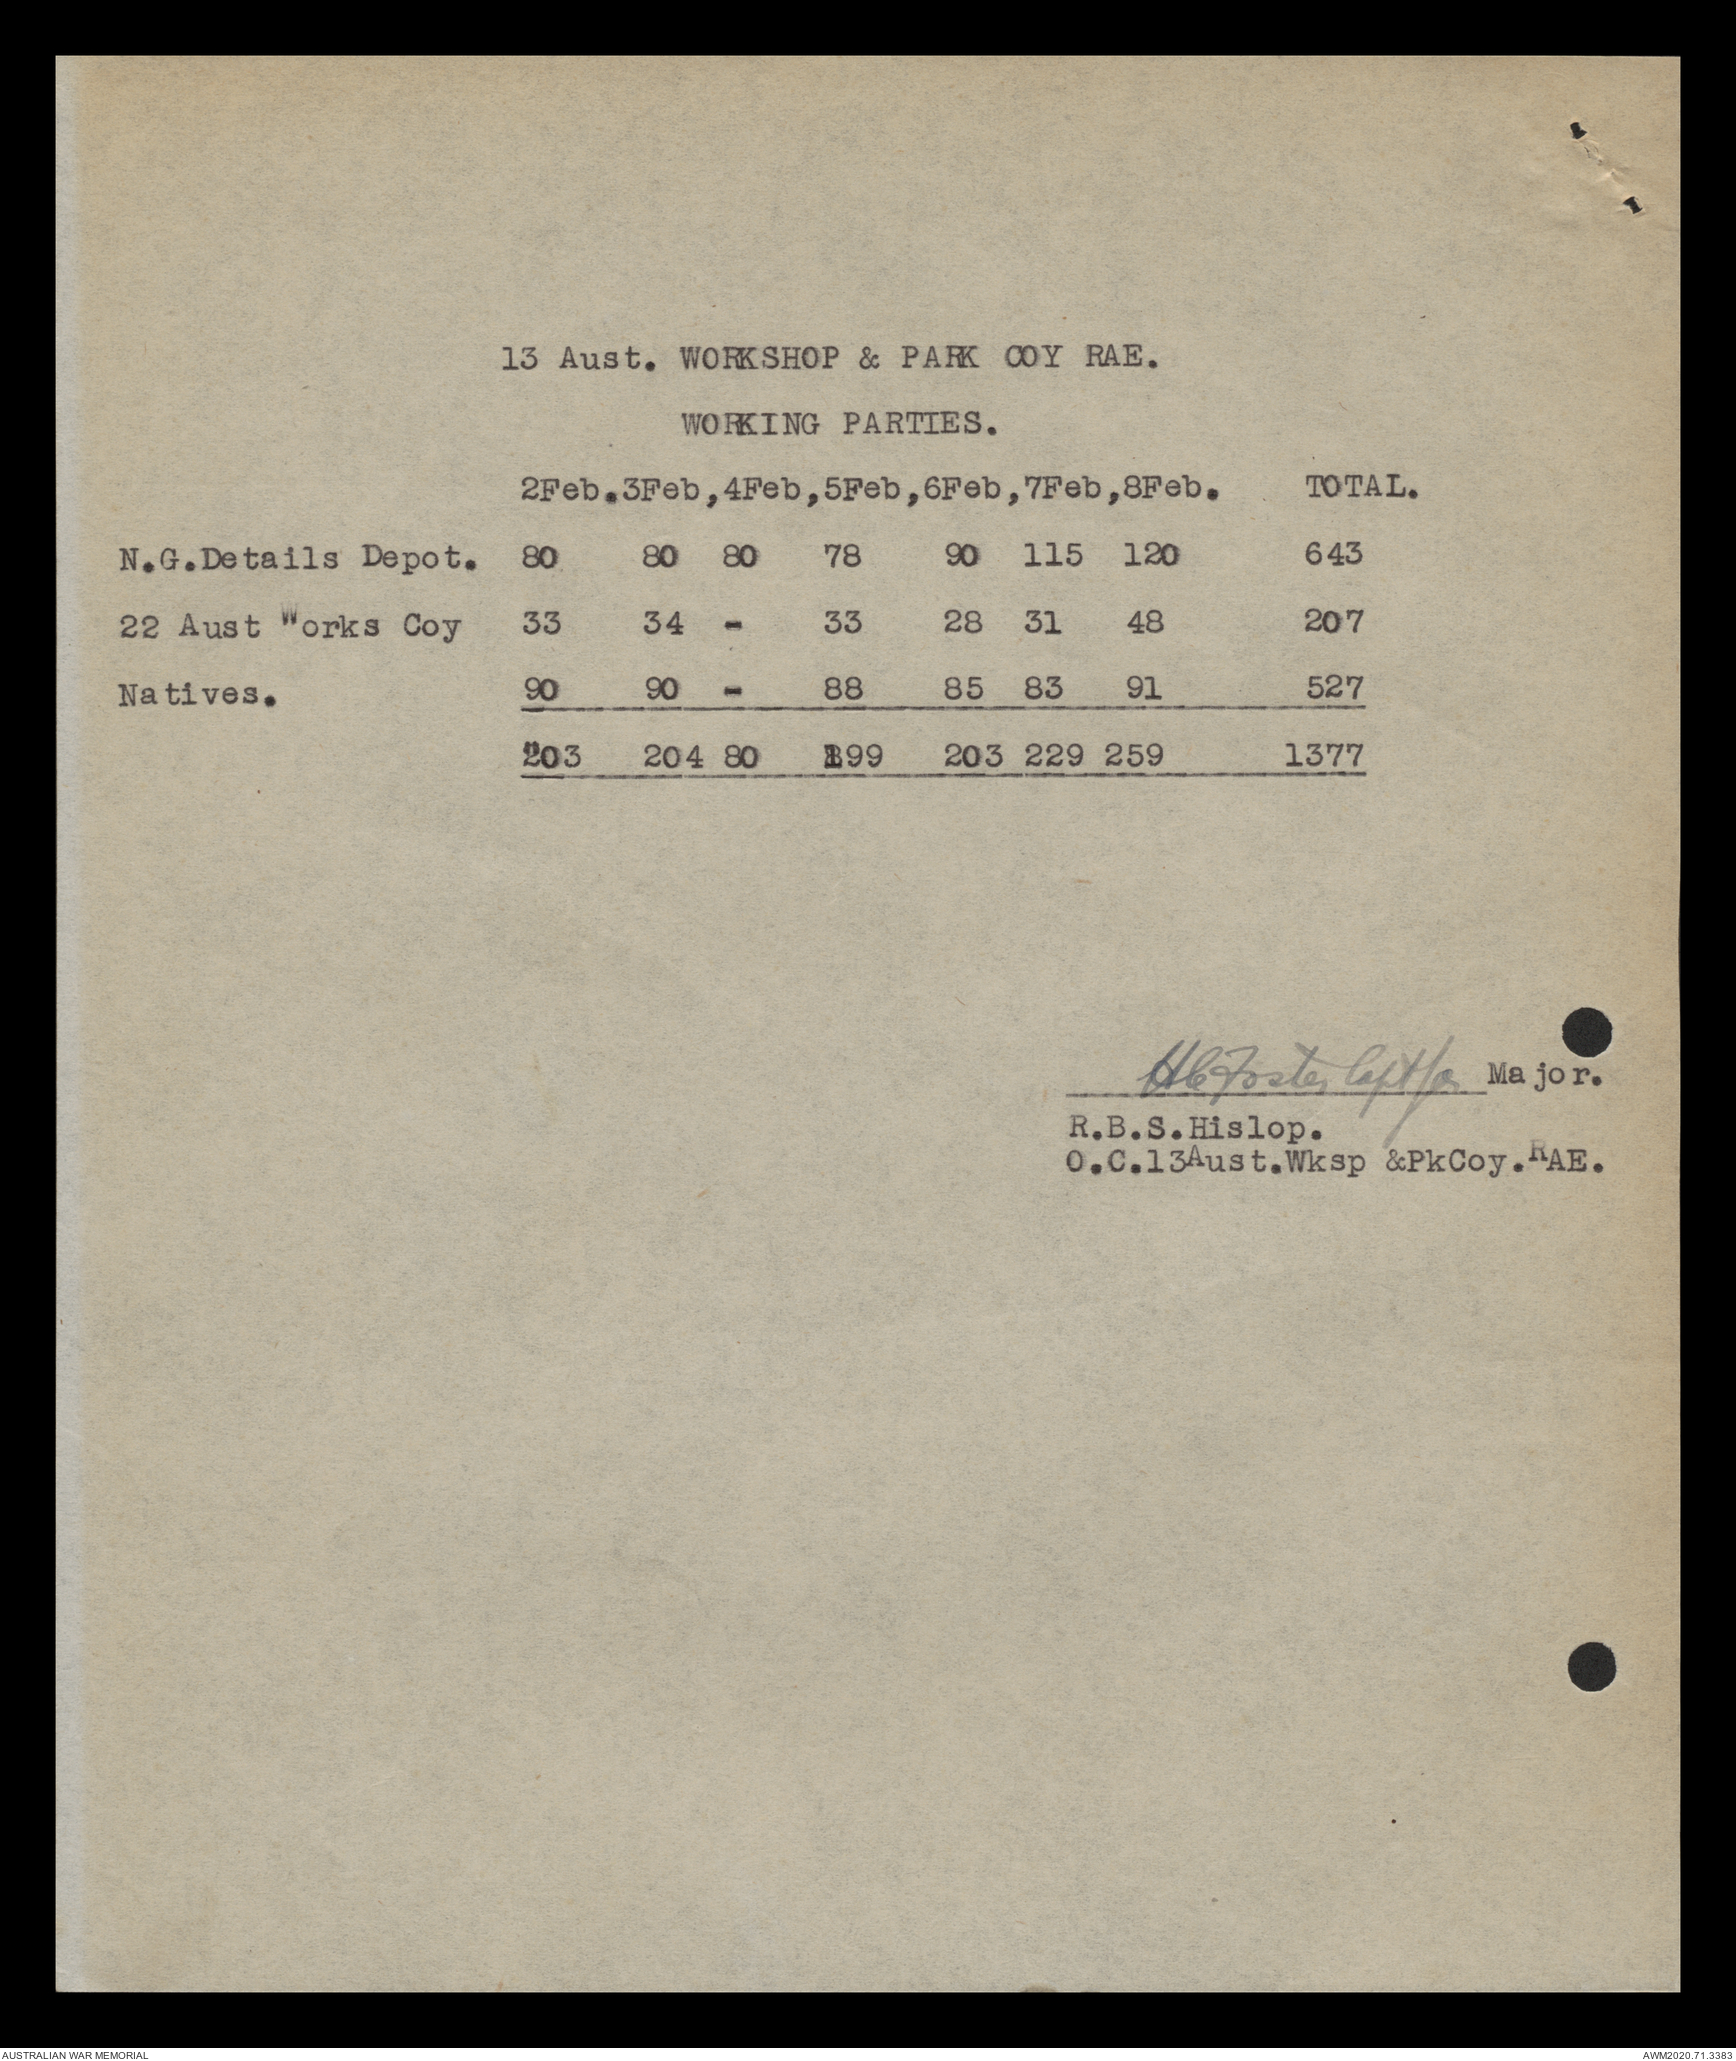 13 Aust. WORKSHOP & PARK COY RAE.
WORKING PARTIES.
2Feb.3Feb,4Feb,5Feb,6Feb,7Feb,8Feb. TOTAL.
N.G.Details Depot. 80 80 80 78 90 115 120 643
22 Aust Works Coy 33 34 - 33 28 31 48 207
Natives. 90 90 - 88 85 83 91 527
203 204 80 199 203 229 259 1377
HCFoster Capt for Major.
R.B.S.Hislop.
O.C.13Aust.Wksp &PkCoy.RAE.
AUSTRALIAN WAR MEMORIAL
AWM2020.71.3383